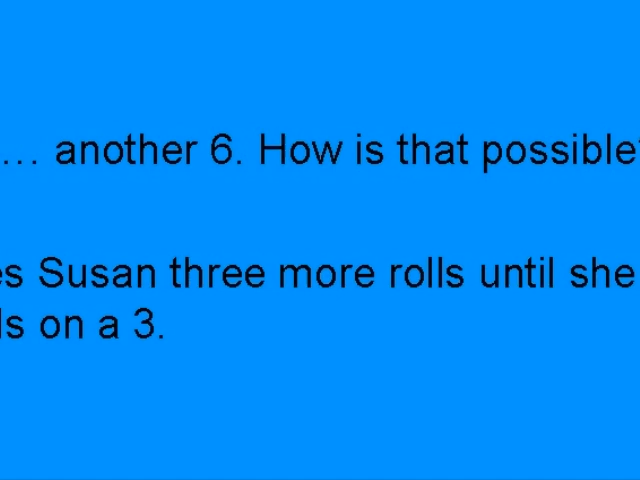 … another 6. How is that possible?
es Susan three more rolls until she
ls on a 3.